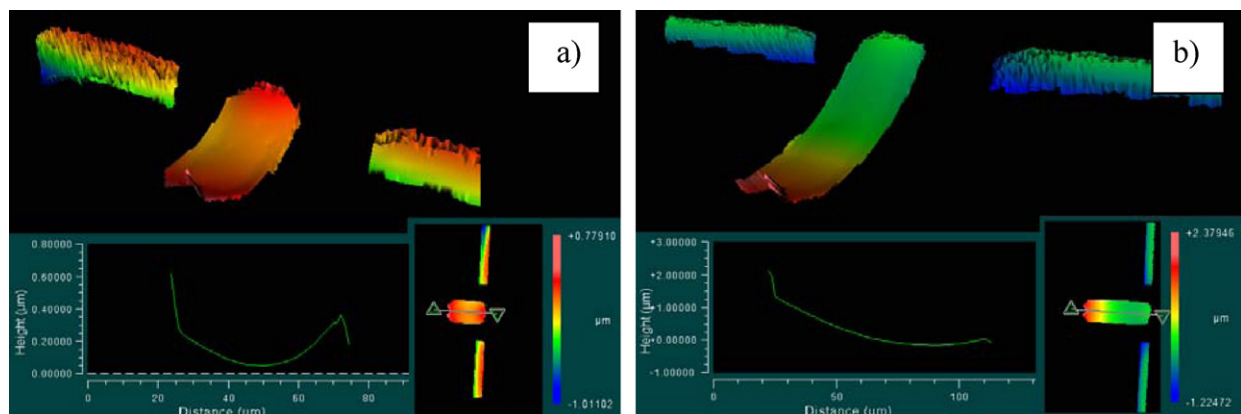 a)
0.80000
0.60000
0.40000
0.20000
0.00000
Height (µm)
0
20
40
60
80
Distance (µm)
+0.77910
µm
-1.01102
b)
+3.00000
+2.00000
+1.00000
+0.00000
-1.00000
Height (µm)
0
50
100
Distance (µm)
+2.37946
µm
-1.22472